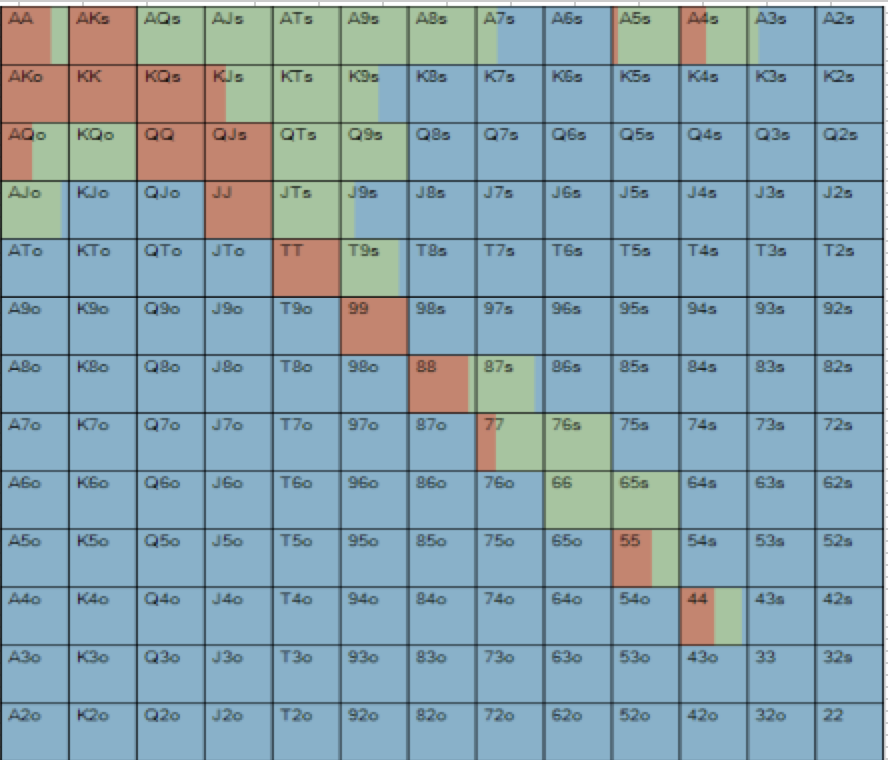 AA AKs AQs AJs ATs A9s A8s A7s A6s A5s A4s A3s A2s
AKo KK KQs KJs KTs K9s K8s K7s K6s K5s K4s K3s K2s
AQo KQo QQ QJs QTs Q9s Q8s Q7s Q6s Q5s Q4s Q3s Q2s
AJo KJo QJo JJ JTs J9s J8s J7s J6s J5s J4s J3s J2s
ATo KTo QTo JTo TT T9s T8s T7s T6s T5s T4s T3s T2s
A9o K9o Q9o J9o T9o 99 98s 97s 96s 95s 94s 93s 92s
A8o K8o Q8o J8o T8o 98o 88 87s 86s 85s 84s 83s 82s
A7o K7o Q7o J7o T7o 97o 87o 77 76s 75s 74s 73s 72s
A6o K6o Q6o J6o T6o 96o 86o 76o 66 65s 64s 63s 62s
A5o K5o Q5o J5o T5o 95o 85o 75o 65o 55 54s 53s 52s
A4o K4o Q4o J4o T4o 94o 84o 74o 64o 54o 44 43s 42s
A3o K3o Q3o J3o T3o 93o 83o 73o 63o 53o 43o 33 32s
A2o K2o Q2o J2o T2o 92o 82o 72o 62o 52o 42o 32o 22